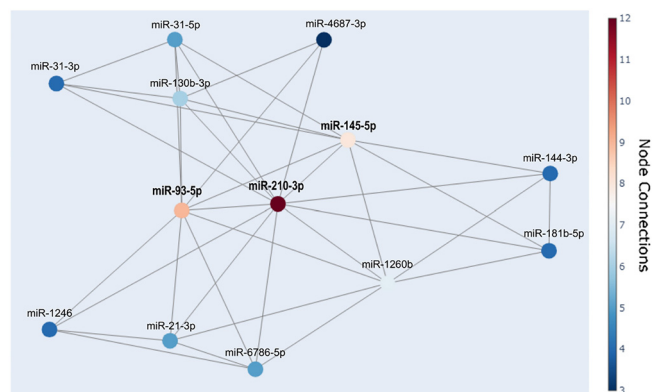 miR-31-5p
miR-4687-3p
miR-31-3p
miR-130b-3p
miR-145-5p
miR-144-3p
miR-93-5p
miR-210-3p
miR-181b-5p
miR-1260b
miR-1246
miR-21-3p
miR-6786-5p
12
11
10
9
8
7
6
5
4
3
Node Connections